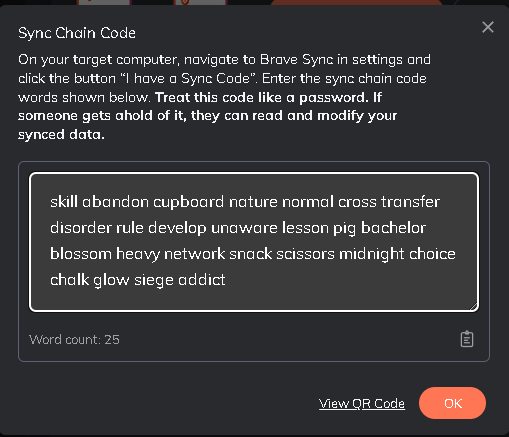 Sync Chain Code
On your target computer, navigate to Brave Sync in settings and
click the button “I have a Sync Code”. Enter the sync chain code
words shown below. Treat this code like a password. If
someone gets ahold of it, they can read and modify your
synced data.
skill abandon cupboard nature normal cross transfer
disorder rule develop unaware lesson pig bachelor
blossom heavy network snack scissors midnight choice
chalk glow siege addict
Word count: 25
View QR Code
OK